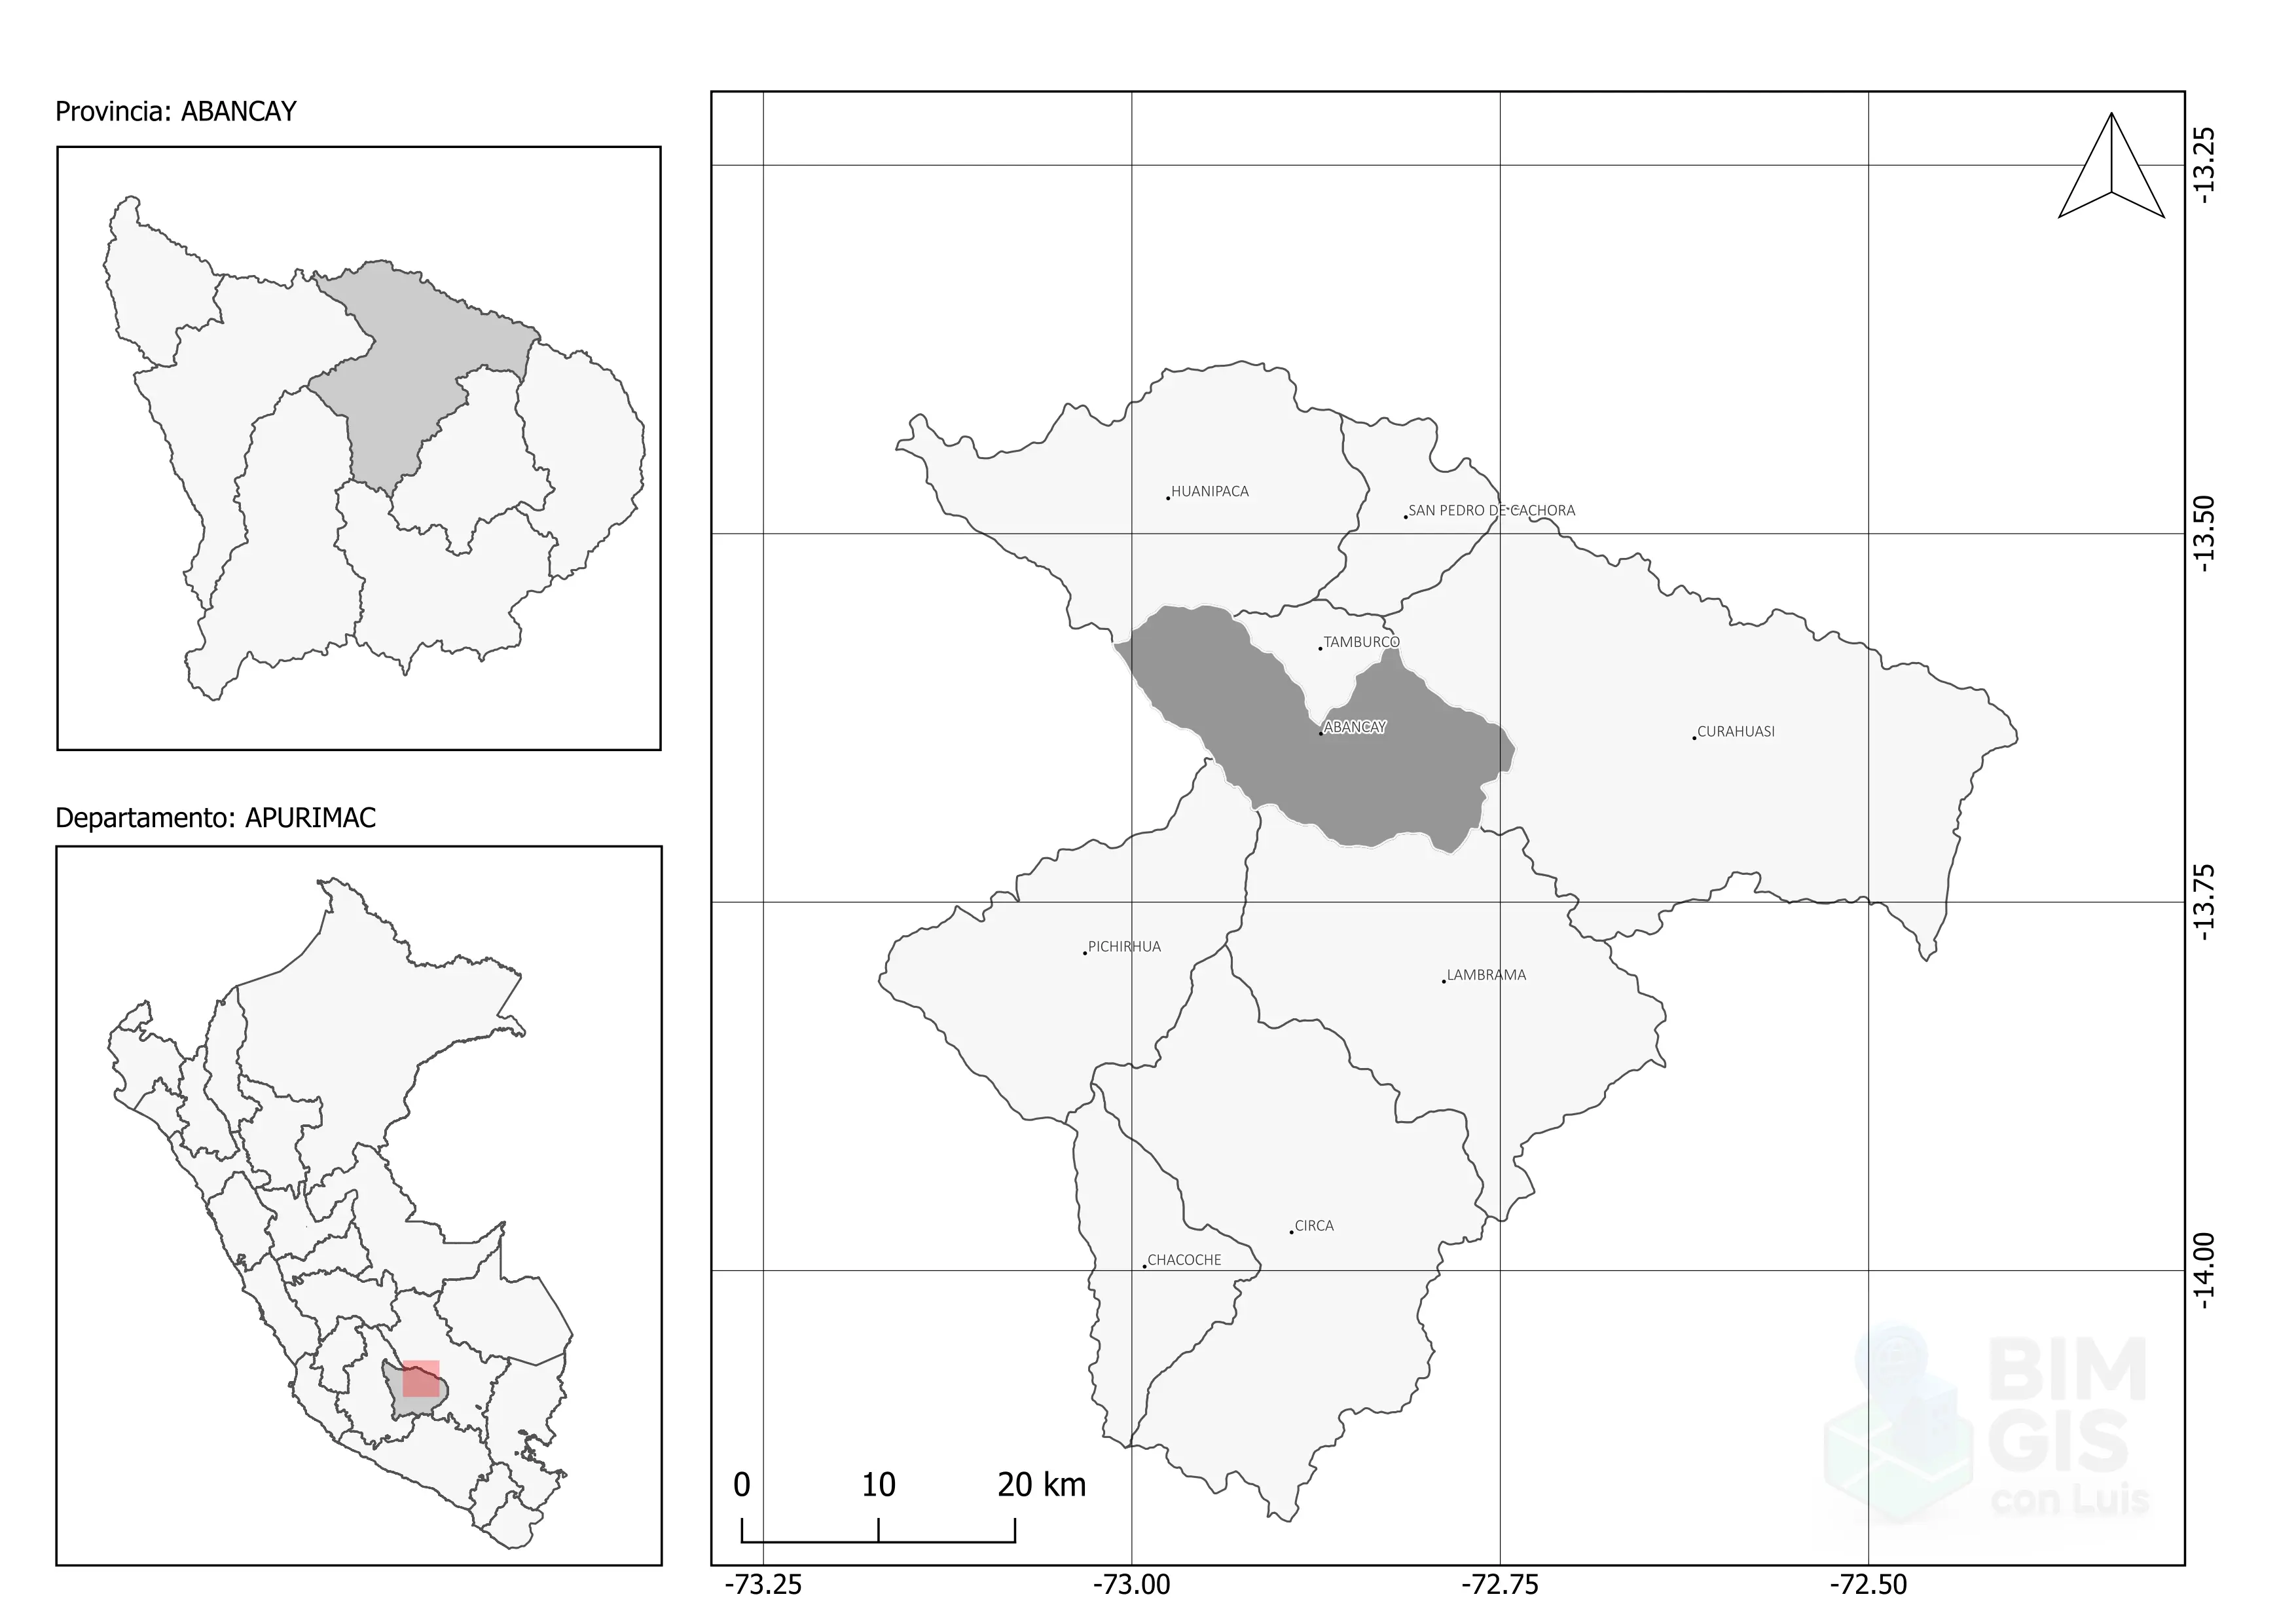 Provincia: ABANCAY
Departamento: APURIMAC
-13.25
HUANIPACA
SAN PEDRO DE CACHORA
-13.50
TAMBURCO
ABANCAY
CURAHUASI
-13.75
PICHIRHUA
LAMBRAMA
CIRCA
CHACOCHE
-14.00
BIM
GIS
con Luis
0 10 20 km
-73.25 -73.00 -72.75 -72.50